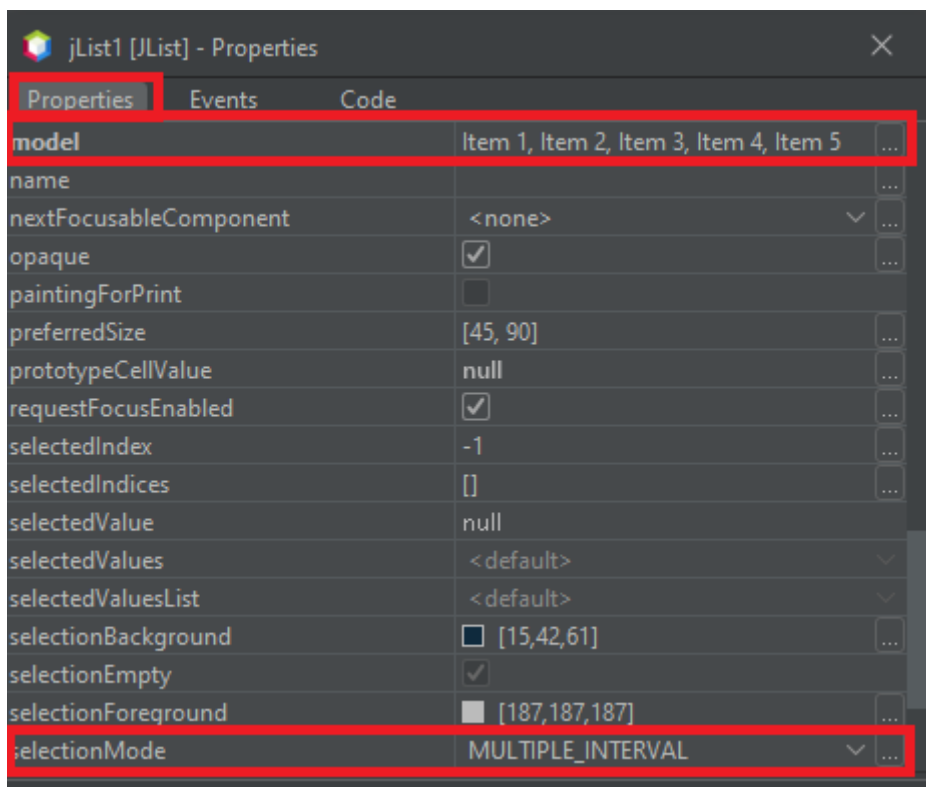 jList1 [JList] - Properties
Properties Events Code
model Item 1, Item 2, Item 3, Item 4, Item 5 ...
name ...
nextFocusableComponent <none> ...
opaque ...
paintingForPrint
preferredSize [45, 90] ...
prototypeCellValue null ...
requestFocusEnabled ...
selectedIndex -1 ...
selectedIndices [] ...
selectedValue null
selectedValues <default>
selectedValuesList <default>
selectionBackground [15,42,61] ...
selectionEmpty
selectionForeground [187,187,187] ...
selectionMode MULTIPLE_INTERVAL ...